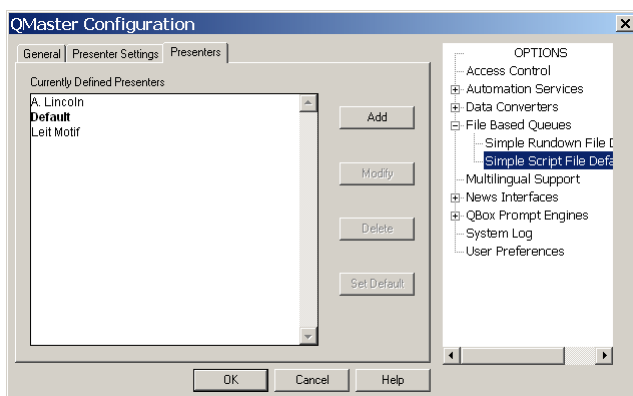 QMaster Configuration
General
Presenter Settings
Presenters
Currently Defined Presenters
A. Lincoln
Default
Leit Motif
Add
Modify
Delete
Set Default
OK
Cancel
Help
OPTIONS
Access Control
Automation Services
Data Converters
File Based Queues
Simple Rundown File
Simple Script File Defa
Multilingual Support
News Interfaces
QBox Prompt Engines
System Log
User Preferences